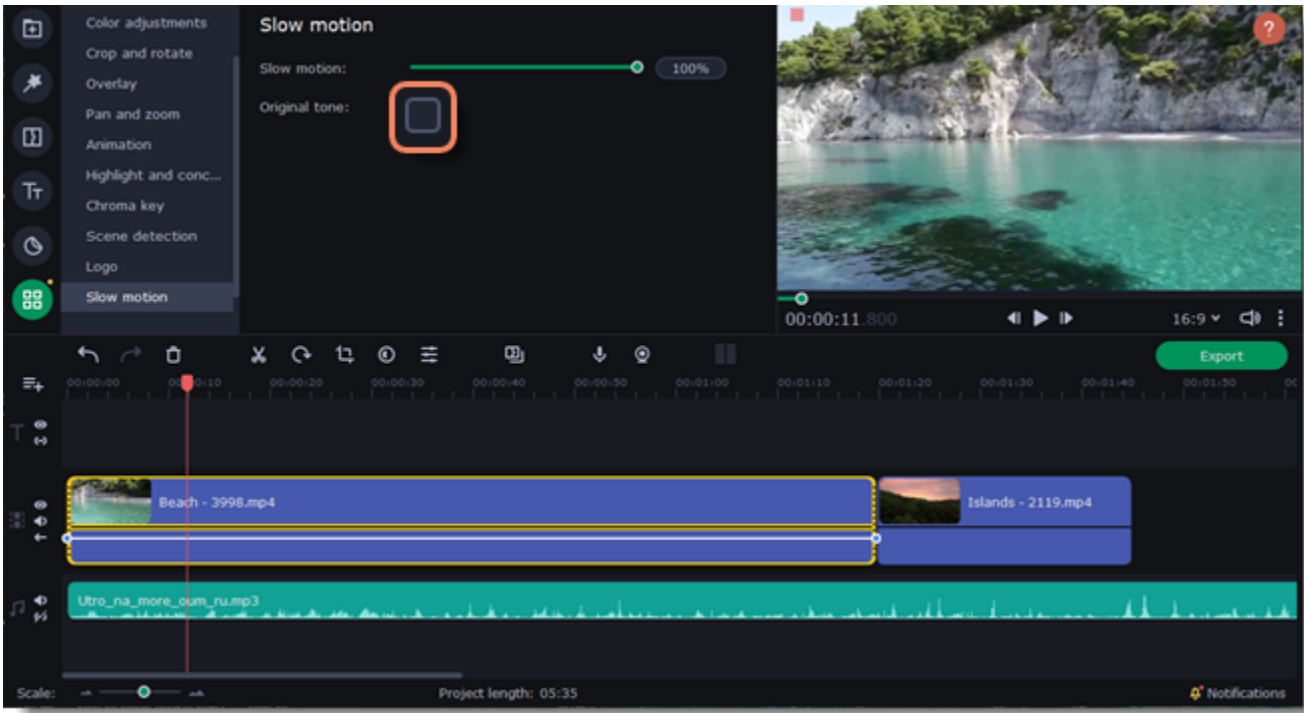 Color adjustments
Crop and rotate
Overlay
Pan and zoom
Animation
Highlight and conc...
Chroma key
Scene detection
Logo
Slow motion
Slow motion
Slow motion:
100%
Original tone:
?
00:00:11.800
16:9
Export
00:00:00
00:00:20
00:00:30
00:00:40
00:00:50
00:01:00
00:01:10
00:01:20
00:01:30
00:01:40
00:01:50
Beach - 3998.mp4
Islands - 2119.mp4
Utro_na_more_oum_ru.mp3
Scale:
Project length: 05:35
Notifications